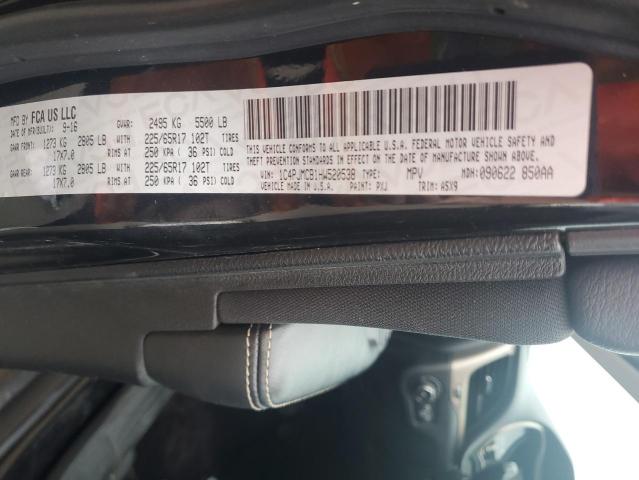 MFD BY FCA US LLC
DATE OF MFR(BUILT): 9-16 GVWR: 2495 KG 5500 LB
GAWR FRONT: 1273 KG 2805 LB WITH 225/65R17 102T TIRES
17X7.0 RIMS AT 250 KPA ( 36 PSI) COLD
GAWR REAR: 1273 KG 2805 LB WITH 225/65R17 102T TIRES
17X7.0 RIMS AT 250 KPA ( 36 PSI) COLD
THIS VEHICLE CONFORMS TO ALL APPLICABLE U.S.A. FEDERAL MOTOR VEHICLE SAFETY,
BUMPER, AND THEFT PREVENTION STANDARDS IN EFFECT ON
THE DATE OF MANUFACTURE SHOWN ABOVE.
VIN: 1C4PJMCB1HW520538 TYPE: MPV MDH: 090622 850AA
VEHICLE MADE IN PAINT: PXJ TRIM: A5X9